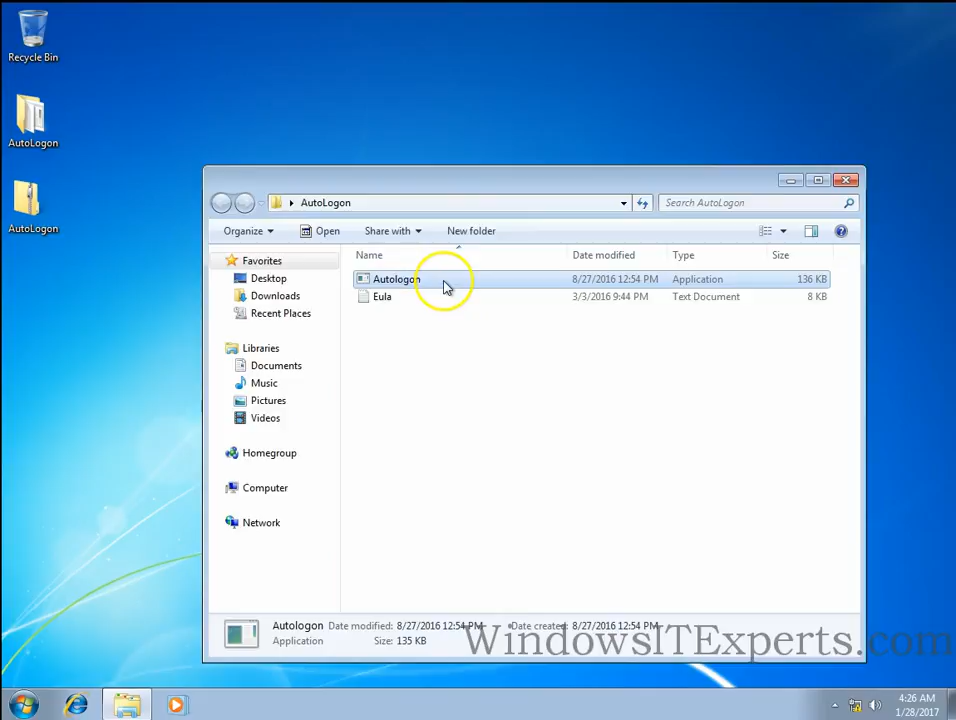 Recycle Bin
AutoLogon
AutoLogon
AutoLogon
Search AutoLogon
Organize
Open
Share with
New folder
Name
Date modified
Type
Size
Favorites
Desktop
Downloads
Recent Places
Libraries
Documents
Music
Pictures
Videos
Homegroup
Computer
Network
Autologon 8/27/2016 12:54 PM Application 136 KB
Eula 3/3/2016 9:44 PM Text Document 8 KB
Autologon Date modified: 8/27/2016 12:54 PM Date created: 8/27/2016 12:54 PM
Application Size: 135 KB
WindowsITExperts.com
4:26 AM
1/28/2017